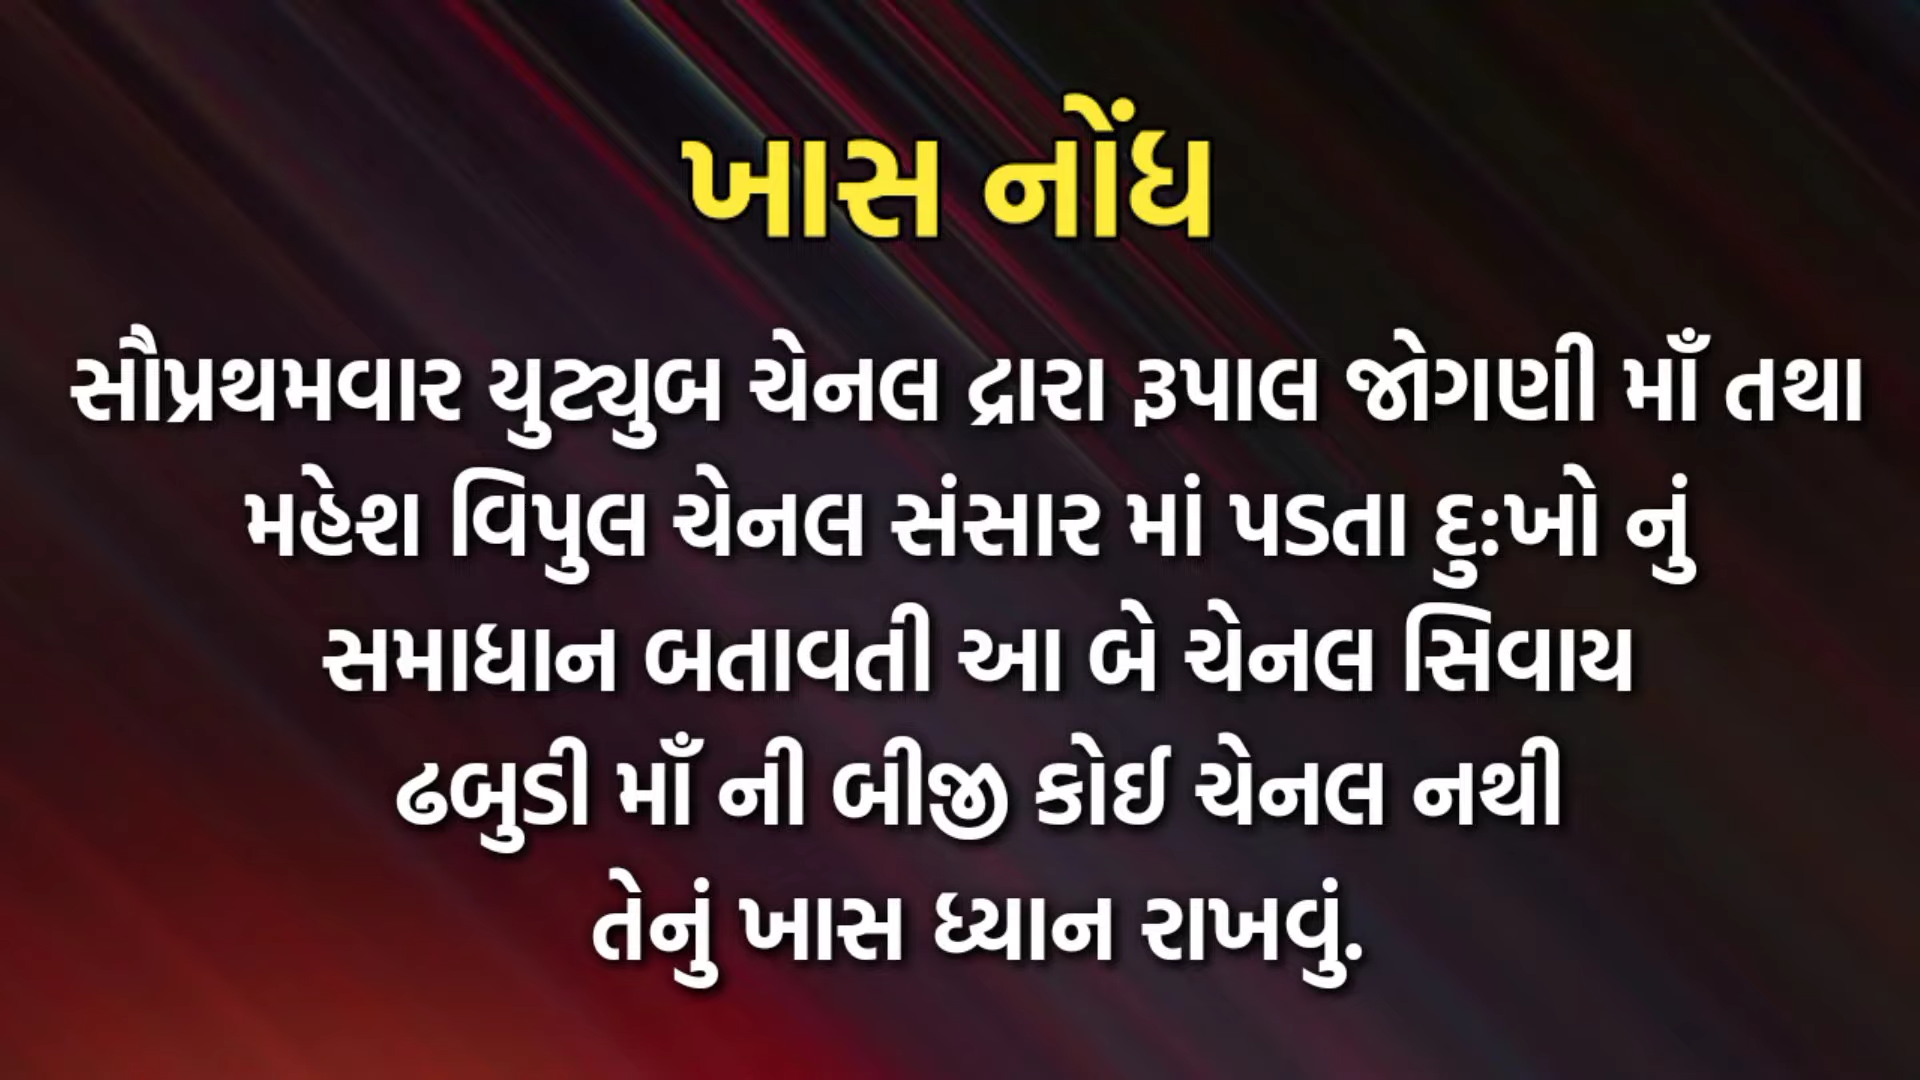 ખાસ નોંધ
સૌપ્રથમવાર યુટ્યુબ ચેનલ દ્રારા રૂપાલ જોગણી માઁ તથા
મહેશ વિપુલ ચેનલ સંસાર માં પડતા દુઃખો નું
સમાધાન બતાવતી આ બે ચેનલ સિવાય
ઢબુડી માઁ ની બીજી કોઈ ચેનલ નથી
તેનું ખાસ ધ્યાન રાખવું.